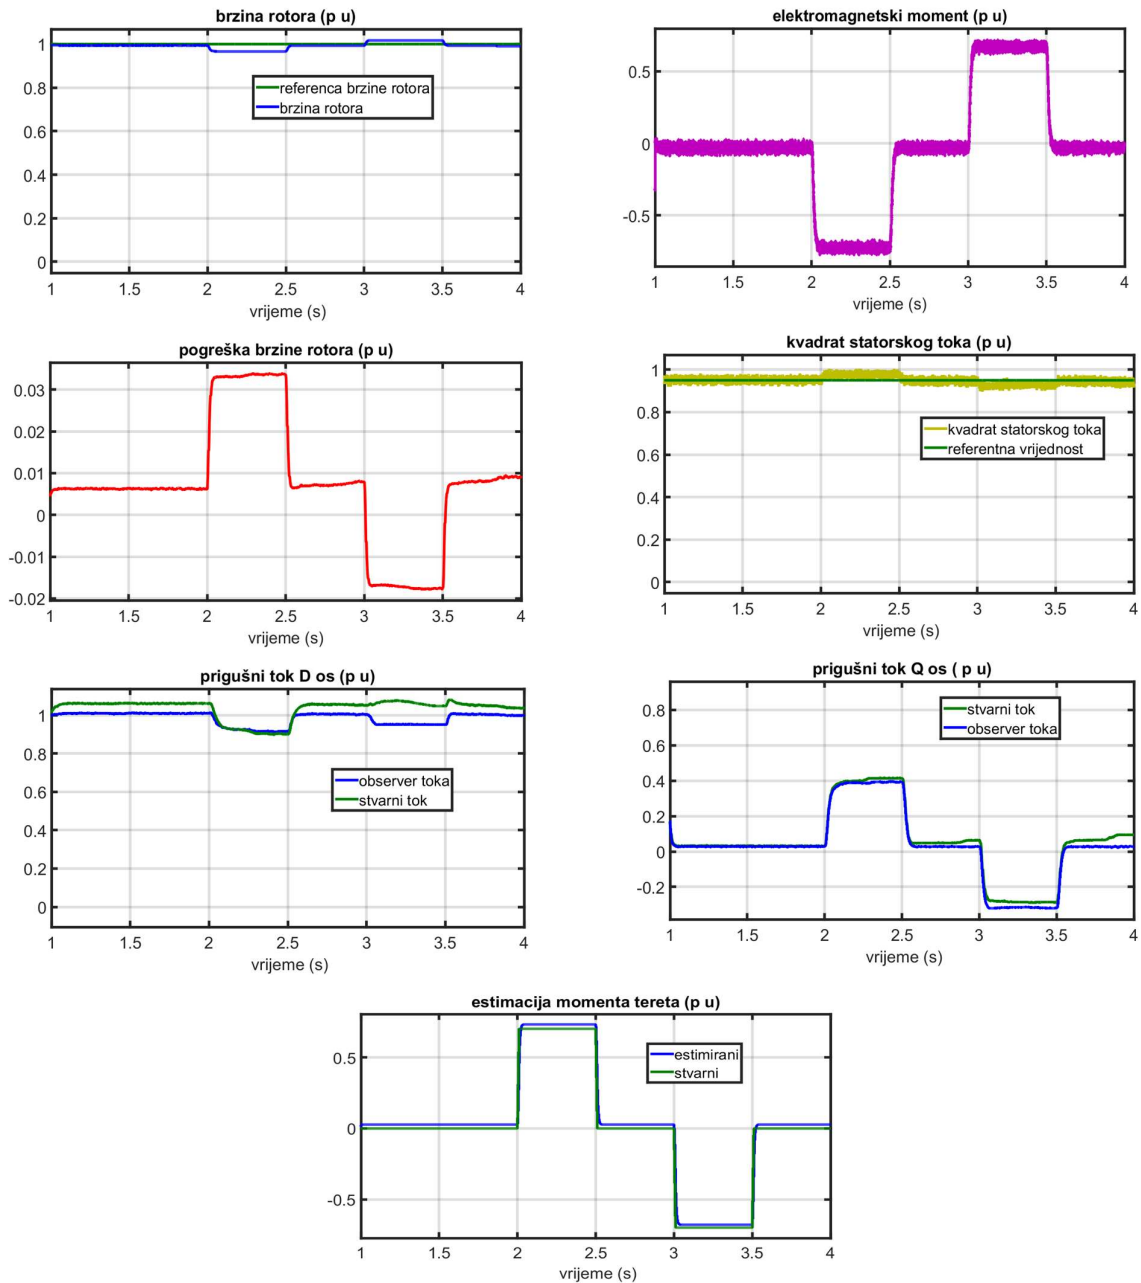 brzina rotora (p u)
1
0.8
0.6
0.4
0.2
0
referenca brzine rotora
brzina rotora
1 1.5 2 2.5 3 3.5 4
vrijeme (s)
elektromagnetski moment (p u)
0.5
0
-0.5
1 1.5 2 2.5 3 3.5 4
vrijeme (s)
pogreška brzine rotora (p u)
0.03
0.02
0.01
0
-0.01
-0.02
1 1.5 2 2.5 3 3.5 4
vrijeme (s)
kvadrat statorskog toka (p u)
1
0.8
0.6
0.4
0.2
0
kvadrat statorskog toka
referentna vrijednost
1 1.5 2 2.5 3 3.5 4
vrijeme (s)
prigušni tok D os (p u)
1
0.8
0.6
0.4
0.2
0
observer toka
stvarni tok
1 1.5 2 2.5 3 3.5 4
vrijeme (s)
prigušni tok Q os ( p u)
0.8
0.6
0.4
0.2
0
-0.2
stvarni tok
observer toka
1 1.5 2 2.5 3 3.5 4
vrijeme (s)
estimacija momenta tereta (p u)
0.5
0
-0.5
estimirani
stvarni
1 1.5 2 2.5 3 3.5 4
vrijeme (s)